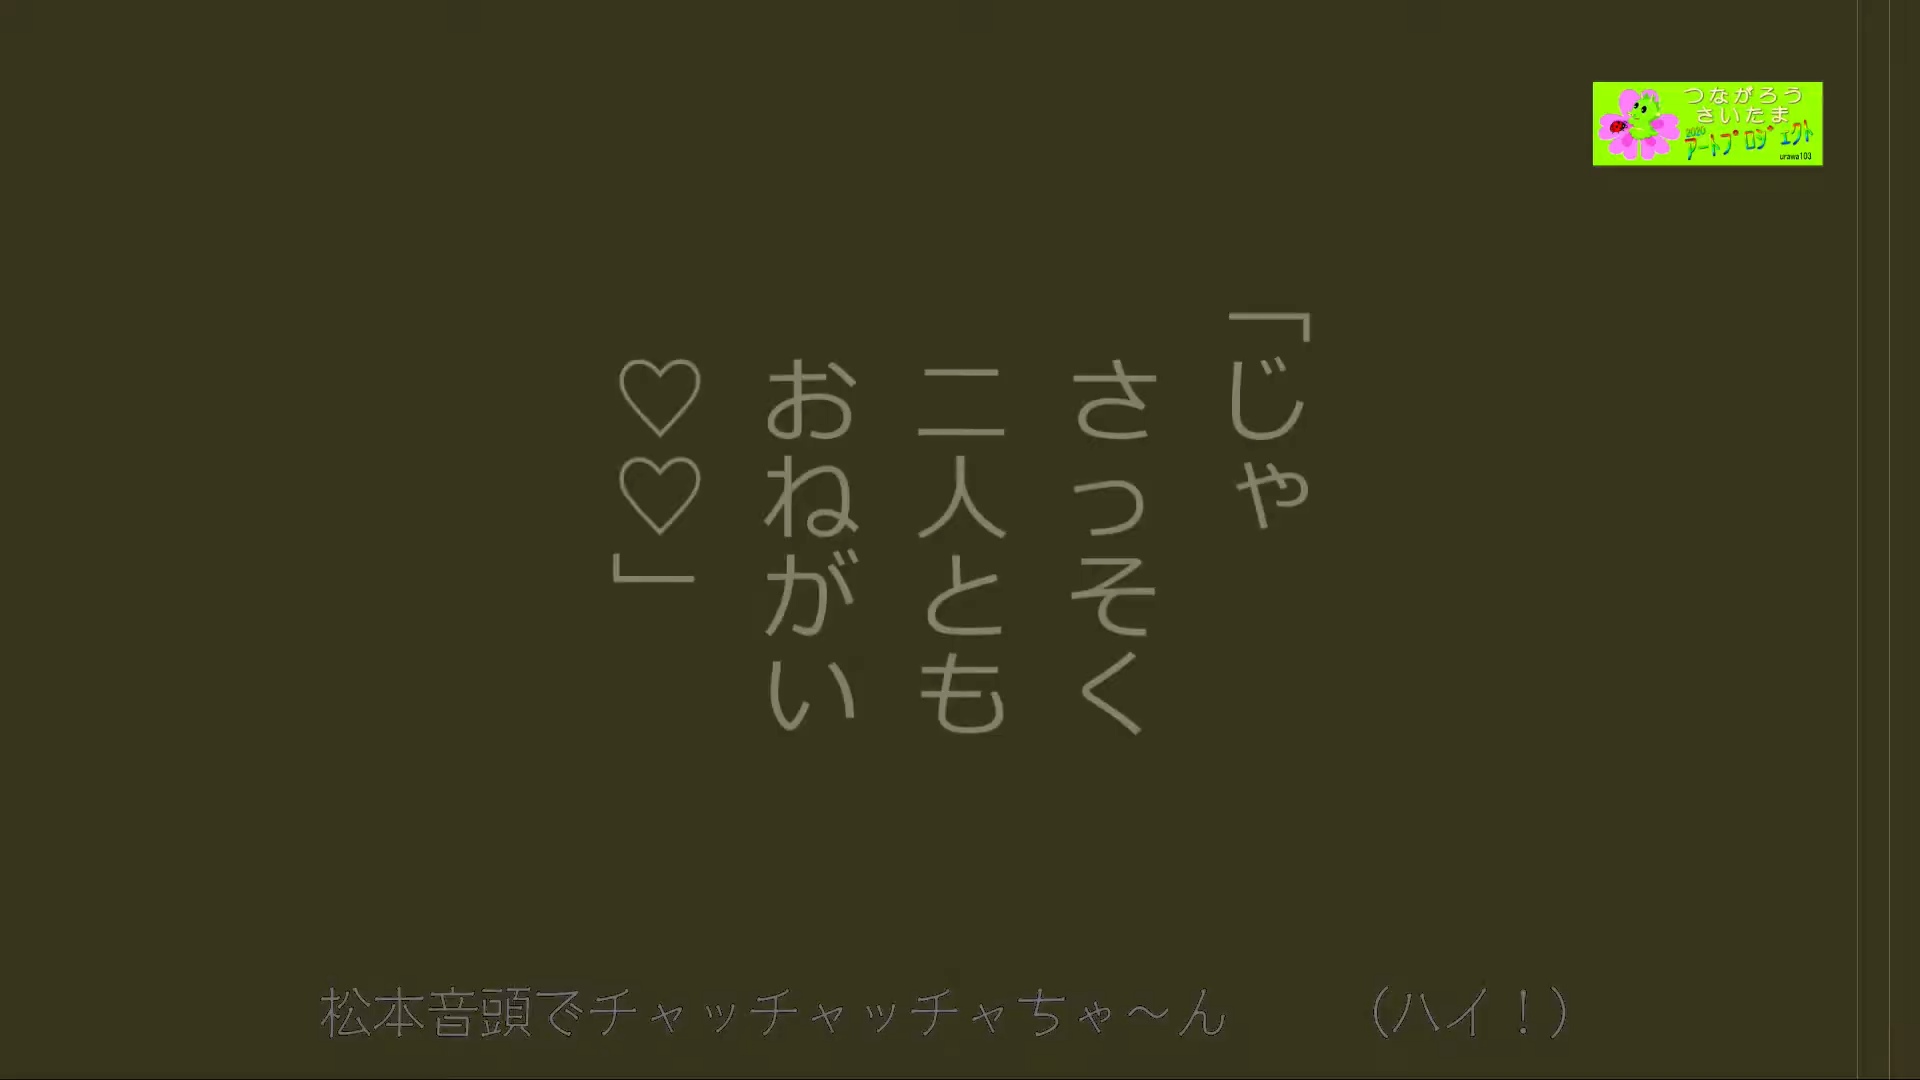 「じゃ
さっそく
二人とも
おねがい
♡♡」
松本音頭でチャッチャッチャちゃ～ん　（ハイ！）
つながろう
さいたま
2020
アートプロジェクト
urawa103